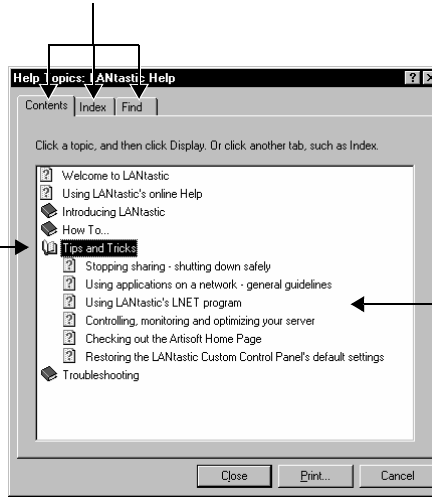 Help Topics: LANtastic Help
Contents Index Find
Click a topic, and then click Display. Or click another tab, such as Index.
Welcome to LANtastic
Using LANtastic's online Help
Introducing LANtastic
How To...
Tips and Tricks
Stopping sharing - shutting down safely
Using applications on a network - general guidelines
Using LANtastic's LNET program
Controlling, monitoring and optimizing your server
Checking out the Artisoft Home Page
Restoring the LANtastic Custom Control Panel's default settings
Troubleshooting
Close Print... Cancel